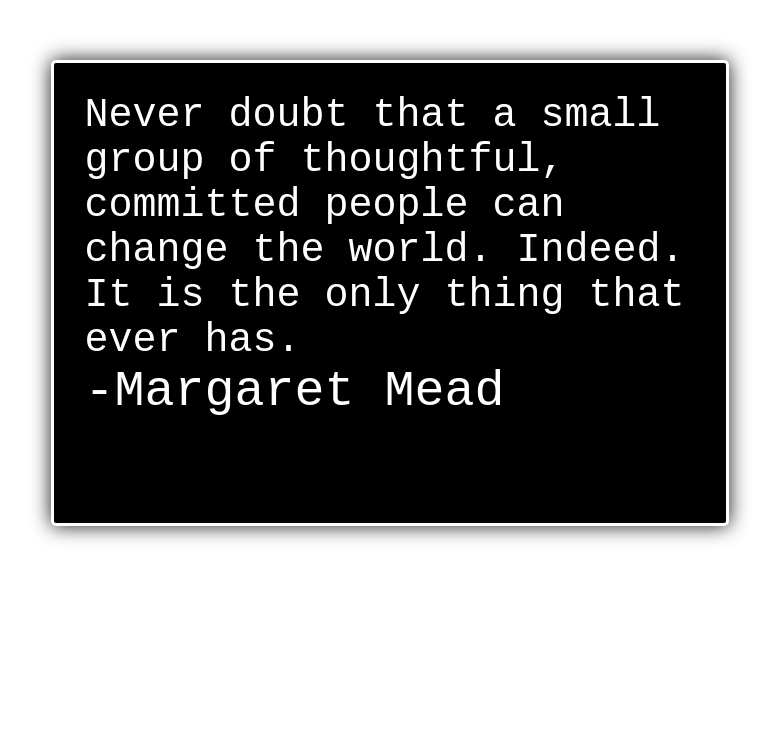 Never doubt that a small
group of thoughtful,
committed people can
change the world. Indeed.
It is the only thing that
ever has.
-Margaret Mead